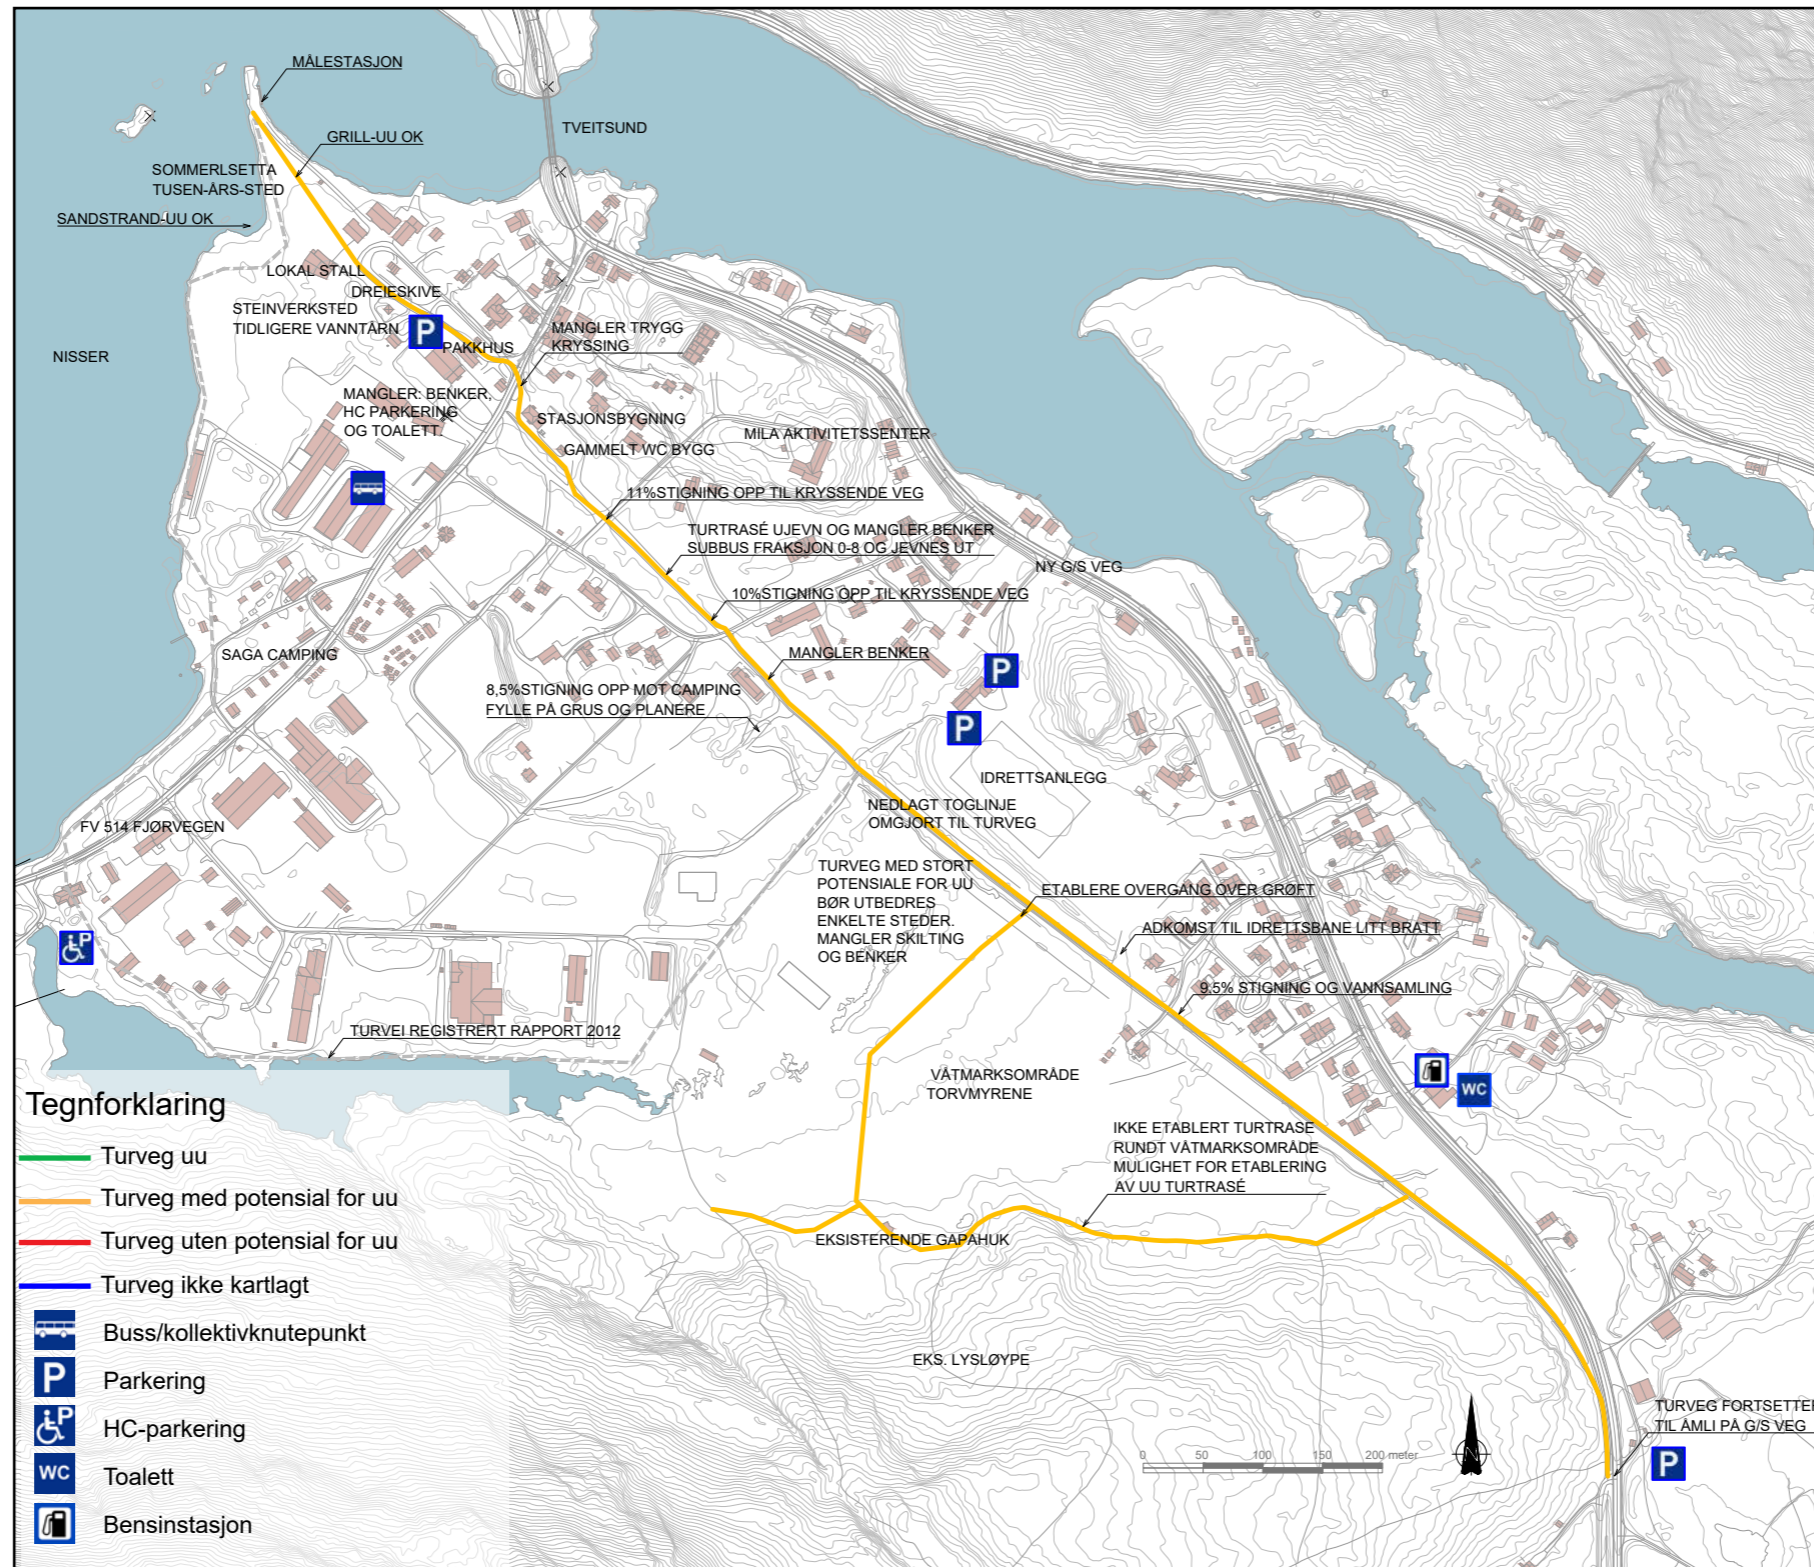 MÅLESTASJON
GRILL-UU OK
TVEITSUND
SOMMERLSETTA
TUSEN-ÅRS-STED
SANDSTRAND-UU OK
LOKAL STALL
DREIESKIVE
STEINVERKSTED
TIDLIGERE VANNTÅRN
P
PAKKHUS
MANGLER TRYGG
KRYSSING
NISSER
MANGLER: BENKER,
HC PARKERING
OG TOALETT.
STASJONSBYGNING
GAMMELT WC BYGG
MILA AKTIVITETSSENTER
11%STIGNING OPP TIL KRYSSENDE VEG
TURTRASÉ UJEVN OG MANGLER BENKER
SUBBUS FRAKSJON 0-8 OG JEVNES UT
NY G/S VEG
10%STIGNING OPP TIL KRYSSENDE VEG
SAGA CAMPING
MANGLER BENKER
P
8,5%STIGNING OPP MOT CAMPING
FYLLE PÅ GRUS OG PLANERE
P
IDRETTSANLEGG
NEDLAGT TOGLINJE
OMGJORT TIL TURVEG
FV 514 FJØRVEGEN
TURVEG MED STORT
POTENSIALE FOR UU
BØR UTBEDRES
ENKELTE STEDER.
MANGLER SKILTING
OG BENKER
ETABLERE OVERGANG OVER GRØFT
ADKOMST TIL IDRETTSBANE LITT BRATT
P
9.5% STIGNING OG VANNSAMLING
TURVEI REGISTRERT RAPPORT 2012
VÅTMARKSOMRÅDE
TORVMYRENE
WC
IKKE ETABLERT TURTRASE
RUNDT VÅTMARKSOMRÅDE
MULIGHET FOR ETABLERING
AV UU TURTRASÉ
EKSISTERENDE GAPAHUK
EKS. LYSLØYPE
TURVEG FORTSETTER
TIL ÅMLI PÅ G/S VEG
P
0 50 100 150 200 meter
Tegnforklaring
Turveg uu
Turveg med potensial for uu
Turveg uten potensial for uu
Turveg ikke kartlagt
Buss/kollektivknutepunkt
P Parkering
P HC-parkering
WC Toalett
Bensinstasjon